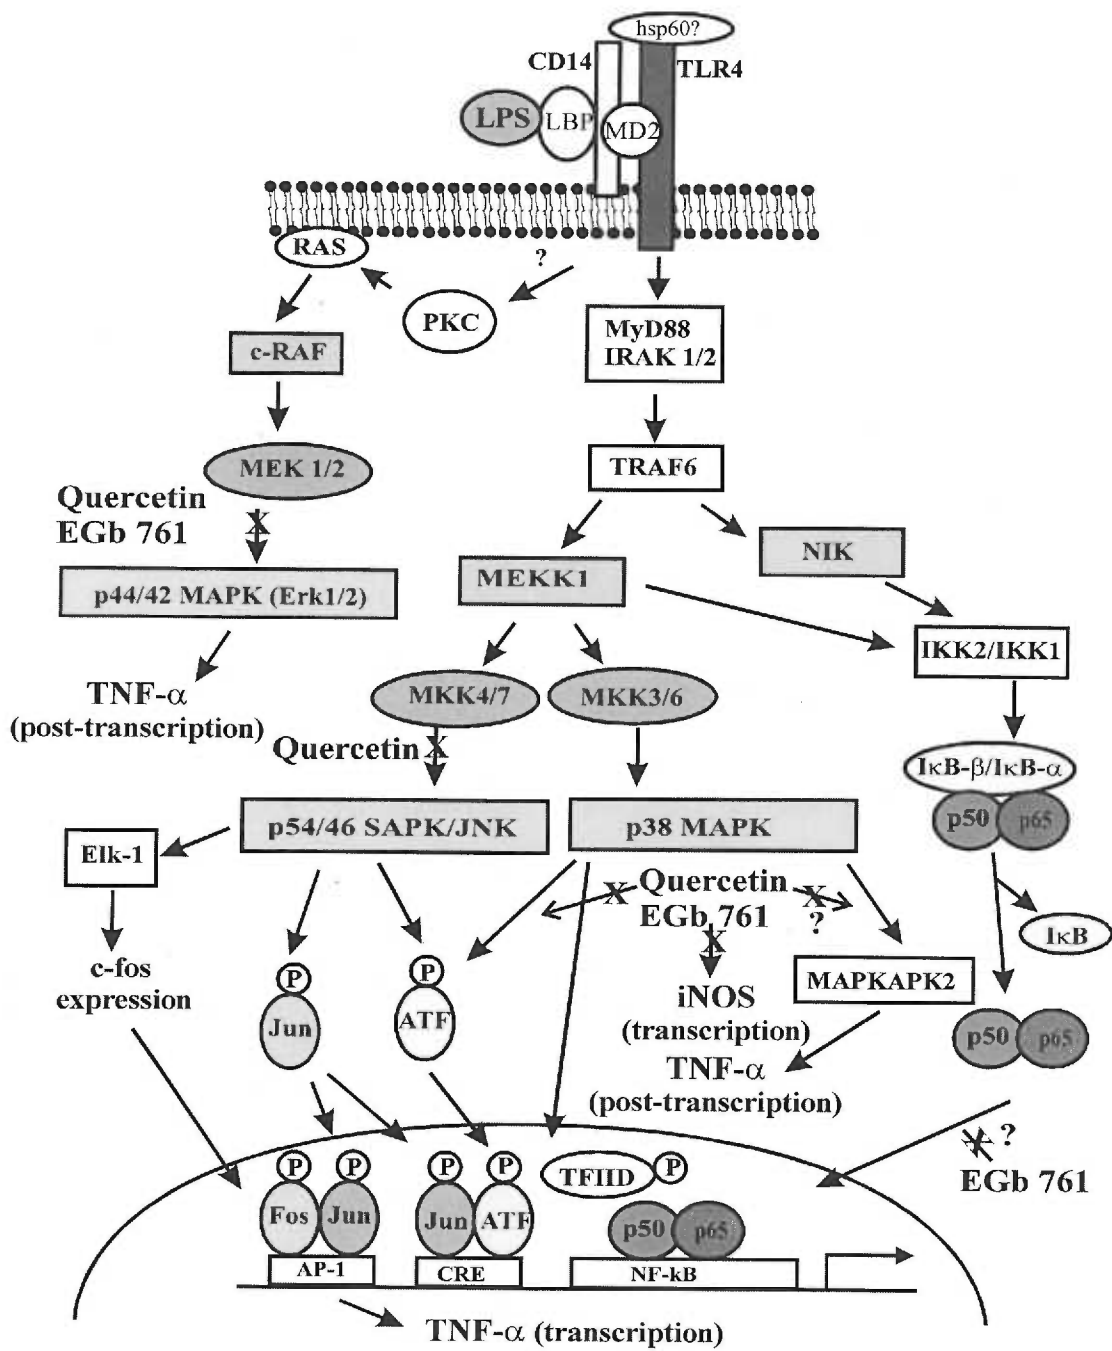 hsp60?
CD14
TLR4
LPS
LBP
MD2
RAS
?
PKC
MyD88
IRAK 1/2
c-RAF
MEK 1/2
TRAF6
Quercetin
EGb 761
X
NIK
MEKK1
p44/42 MAPK (Erk1/2)
IKK2/IKK1
TNF-α
(post-transcription)
MKK4/7
MKK3/6
Quercetin
X
IκB-β/IκB-α
p50
p65
p54/46 SAPK/JNK
p38 MAPK
Elk-1
X
Quercetin
EGb 761
X
?
X
IκB
c-fos
expression
P
Jun
P
ATF
iNOS
(transcription)
MAPKAPK2
p50
p65
TNF-α
(post-transcription)
X
?
EGb 761
P
P
P
P
TFIID
P
Fos
Jun
Jun
ATF
p50
p65
AP-1
CRE
NF-kB
TNF-α (transcription)